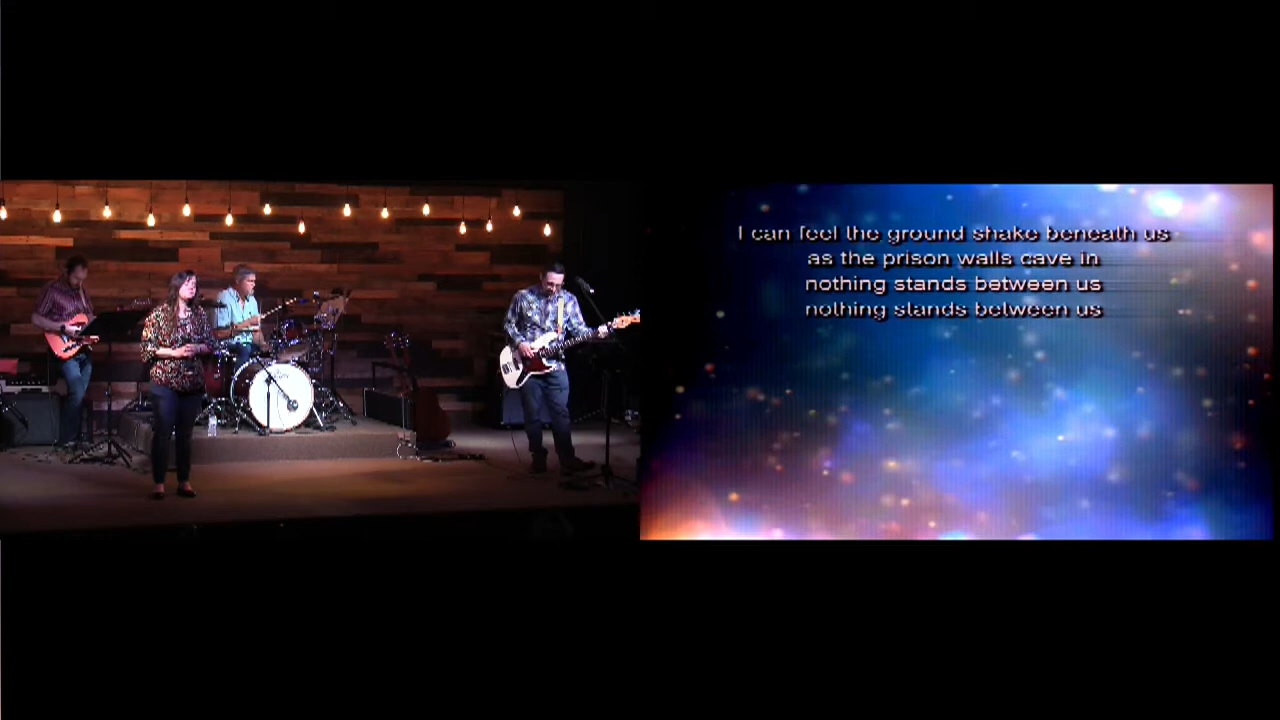 I can feel the ground shake beneath us
as the prison walls cave in
nothing stands between us
nothing stands between us